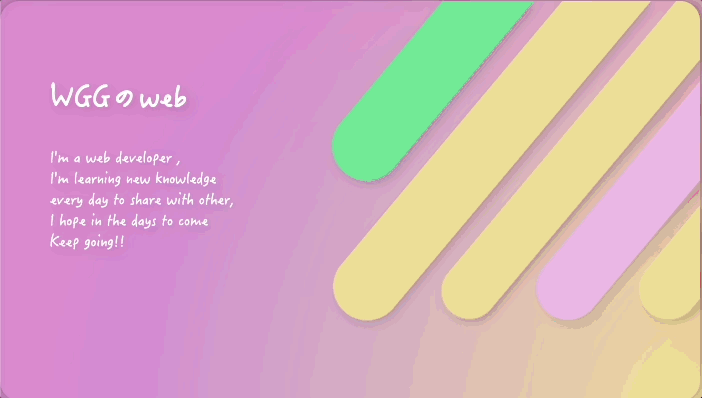 WGGのweb
I'm a web developer ,
I'm learning new knowledge
every day to share with other,
I hope in the days to come
Keep going!!